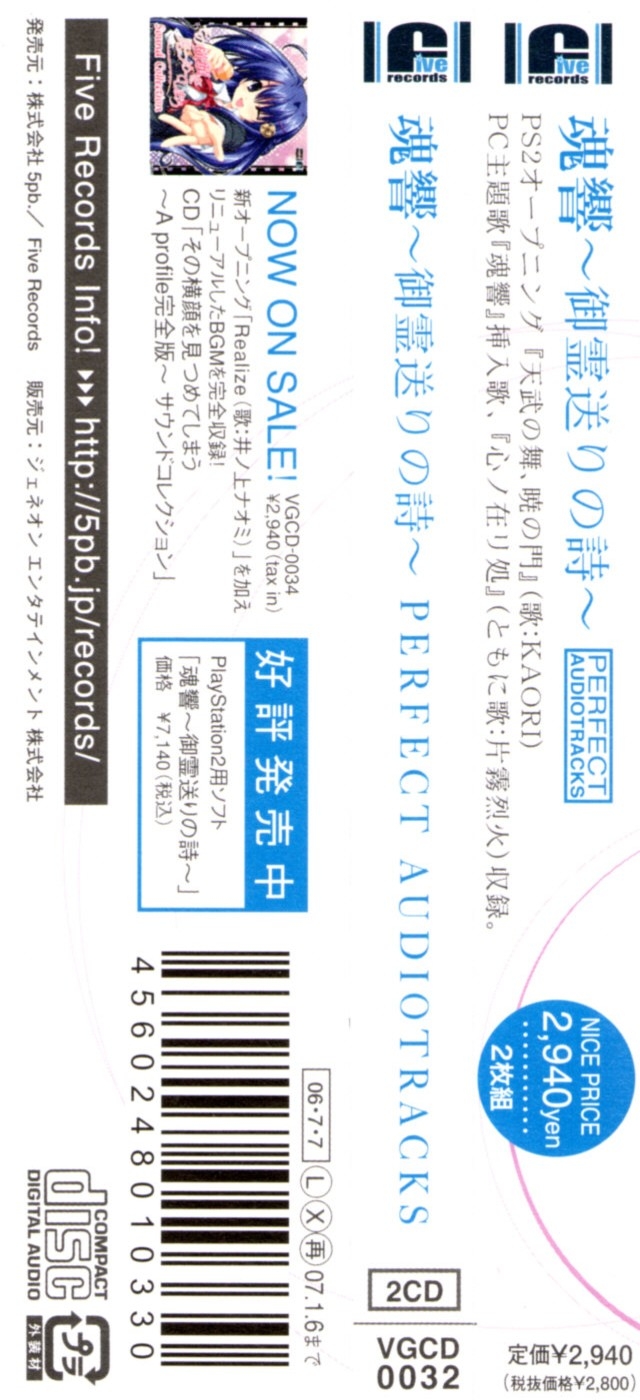 Five records
魂響～御霊送りの詩～
PERFECT
AUDIOTRACKS
PS2オープニング『天武の舞、暁の門』(歌:KAORI)
PC主題歌『魂響』挿入歌、『心ノ在リ処』(ともに歌:片霧烈火)収録。
NICE PRICE
2,940yen
2枚組
定価¥2,940
(税抜価格¥2,800)
Five records
魂響～御霊送りの詩～ PERFECT AUDIOTRACKS
2CD
VGCD
0032
Sound Collection
NOW ON SALE!
VGCD-0034
¥2,940(tax in)
新オープニング「Realize(歌:井ノ上ナオミ)」を加え
リニューアルしたBGMを完全収録!
CD「その横顔を見つめてしまう
～A profile完全版～ サウンドコレクション」
好評発売中
PlayStation2用ソフト
「魂響～御霊送りの詩～」
価格 ¥7,140(税込)
06・7・7 Ⓛ Ⓧ 再 07.1.6まで
4560248010330
Five Records Info! ▸▸▸ http://5pb.jp/records/
発売元：株式会社 5pb.／ Five Records 販売元：ジェネオン エンタテインメント 株式会社
COMPACT
disc
DIGITAL AUDIO
プラ
外装材